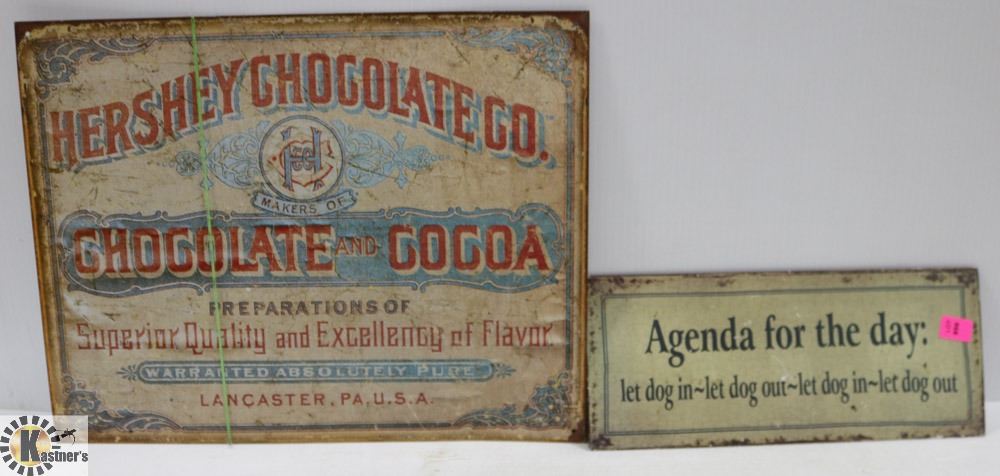 HERSHEY CHOCOLATE CO.
MAKERS OF
CHOCOLATE AND COCOA
PREPARATIONS OF
Superior Quality and Excellency of Flavor
WARRANTED ABSOLUTELY PURE
LANCASTER, PA, U.S.A.
Agenda for the day:
let dog in~let dog out~let dog in~let dog out
LOT
K
KASTNER'S